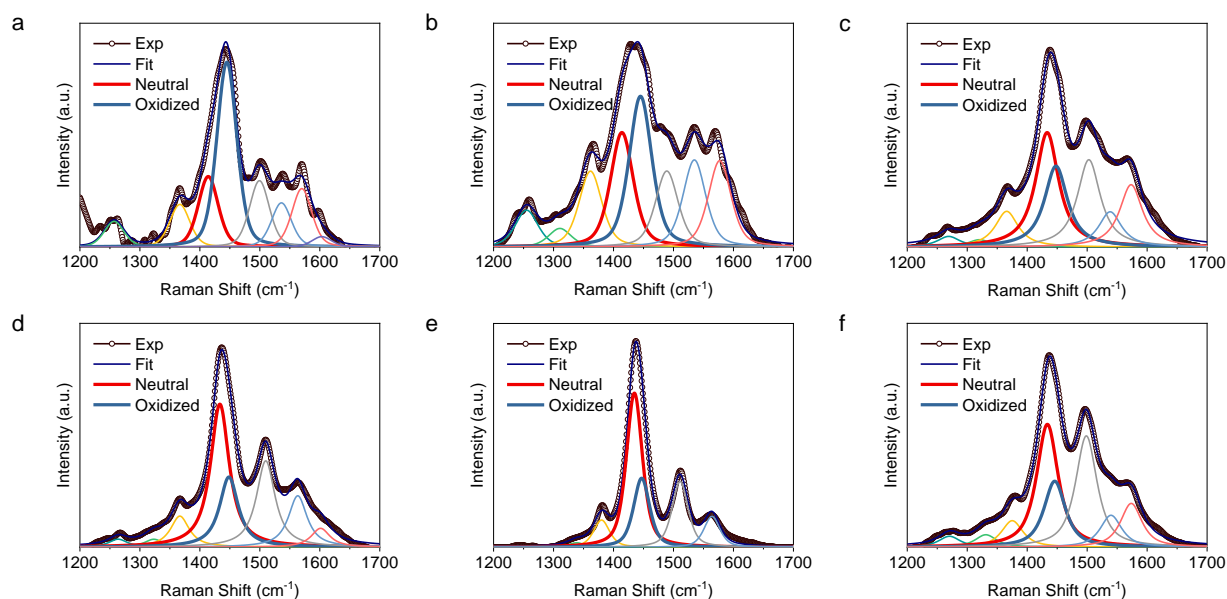 a
Exp
Fit
Neutral
Oxidized
Intensity (a.u.)
1200 1300 1400 1500 1600 1700
Raman Shift (cm⁻¹)
b
Exp
Fit
Neutral
Oxidized
Intensity (a.u.)
1200 1300 1400 1500 1600 1700
Raman Shift (cm⁻¹)
c
Exp
Fit
Neutral
Oxidized
Intensity (a.u.)
1200 1300 1400 1500 1600 1700
Raman Shift (cm⁻¹)
d
Exp
Fit
Neutral
Oxidized
Intensity (a.u.)
1200 1300 1400 1500 1600 1700
Raman Shift (cm⁻¹)
e
Exp
Fit
Neutral
Oxidized
Intensity (a.u.)
1200 1300 1400 1500 1600 1700
Raman Shift (cm⁻¹)
f
Exp
Fit
Neutral
Oxidized
Intensity (a.u.)
1200 1300 1400 1500 1600 1700
Raman Shift (cm⁻¹)